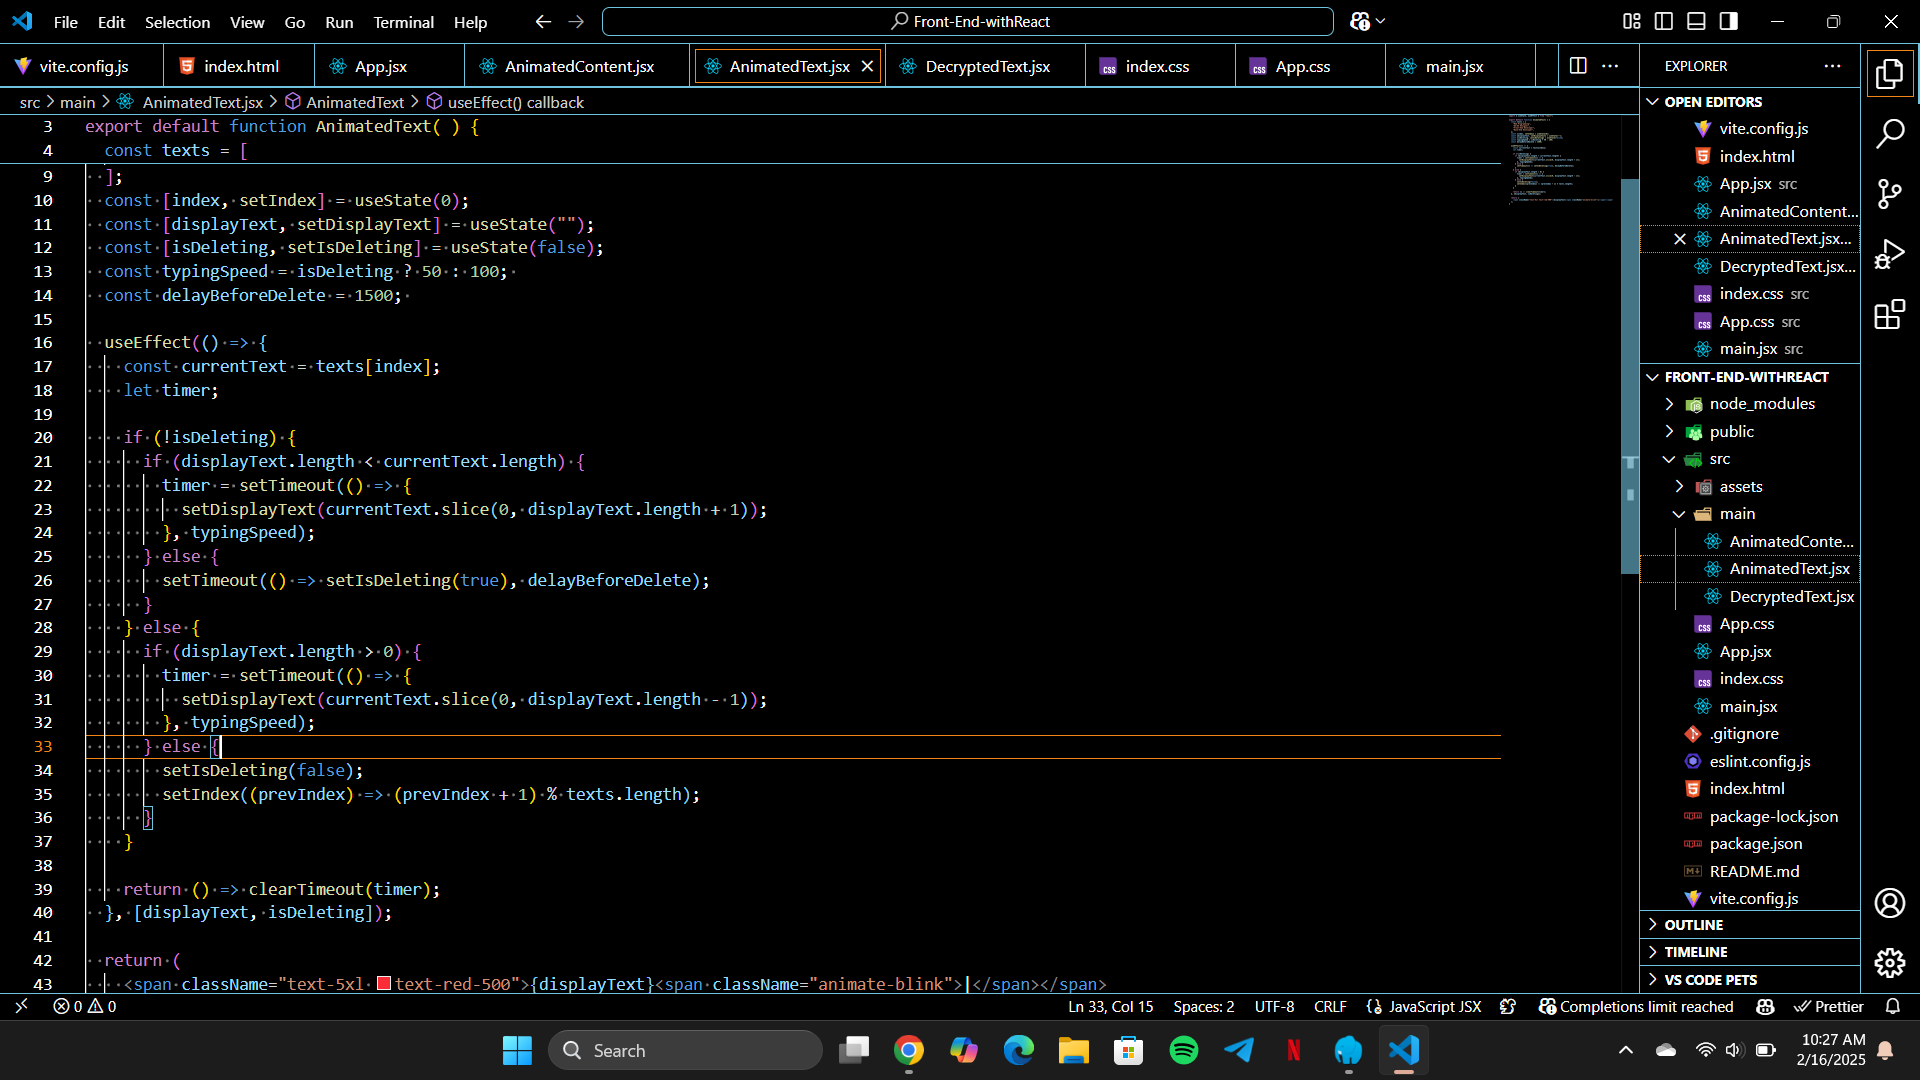 File Edit Selection View Go Run Terminal Help
Front-End-withReact
vite.config.js index.html App.jsx AnimatedContent.jsx AnimatedText.jsx DecryptedText.jsx index.css App.css main.jsx
src > main > AnimatedText.jsx > AnimatedText > useEffect() callback
3 export default function AnimatedText( ) {
4 const texts = [
9 ];
10 const [index, setIndex] = useState(0);
11 const [displayText, setDisplayText] = useState("");
12 const [isDeleting, setIsDeleting] = useState(false);
13 const typingSpeed = isDeleting ? 50 : 100;
14 const delayBeforeDelete = 1500;
15
16 useEffect(() => {
17 const currentText = texts[index];
18 let timer;
19
20 if (!isDeleting) {
21 if (displayText.length < currentText.length) {
22 timer = setTimeout(() => {
23 setDisplayText(currentText.slice(0, displayText.length + 1));
24 }, typingSpeed);
25 } else {
26 setTimeout(() => setIsDeleting(true), delayBeforeDelete);
27 }
28 } else {
29 if (displayText.length > 0) {
30 timer = setTimeout(() => {
31 setDisplayText(currentText.slice(0, displayText.length - 1));
32 }, typingSpeed);
33 } else {
34 setIsDeleting(false);
35 setIndex((prevIndex) => (prevIndex + 1) % texts.length);
36 }
37 }
38
39 return () => clearTimeout(timer);
40 }, [displayText, isDeleting]);
41
42 return (
43 <span className="text-5xl text-red-500">{displayText}<span className="animate-blink">|</span></span>
EXPLORER
OPEN EDITORS
vite.config.js
index.html
App.jsx src
AnimatedContent...
AnimatedText.jsx...
DecryptedText.jsx...
index.css src
App.css src
main.jsx src
FRONT-END-WITHREACT
node_modules
public
src
assets
main
AnimatedConte...
AnimatedText.jsx
DecryptedText.jsx
App.css
App.jsx
index.css
main.jsx
.gitignore
eslint.config.js
index.html
package-lock.json
package.json
README.md
vite.config.js
OUTLINE
TIMELINE
VS CODE PETS
0 0 Ln 33, Col 15 Spaces: 2 UTF-8 CRLF JavaScript JSX Completions limit reached Prettier
Search
10:27 AM
2/16/2025